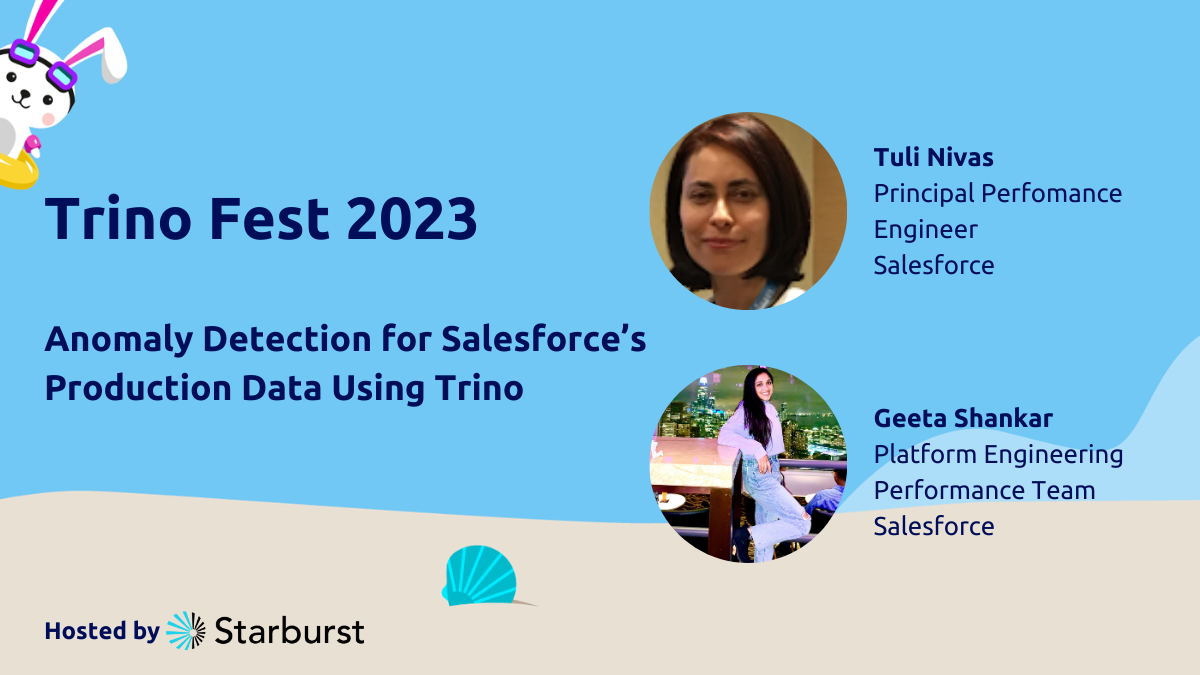 Trino Fest 2023
Anomaly Detection for Salesforce’s
Production Data Using Trino
Tuli Nivas
Principal Perfomance
Engineer
Salesforce
Geeta Shankar
Platform Engineering
Performance Team
Salesforce
Hosted by Starburst